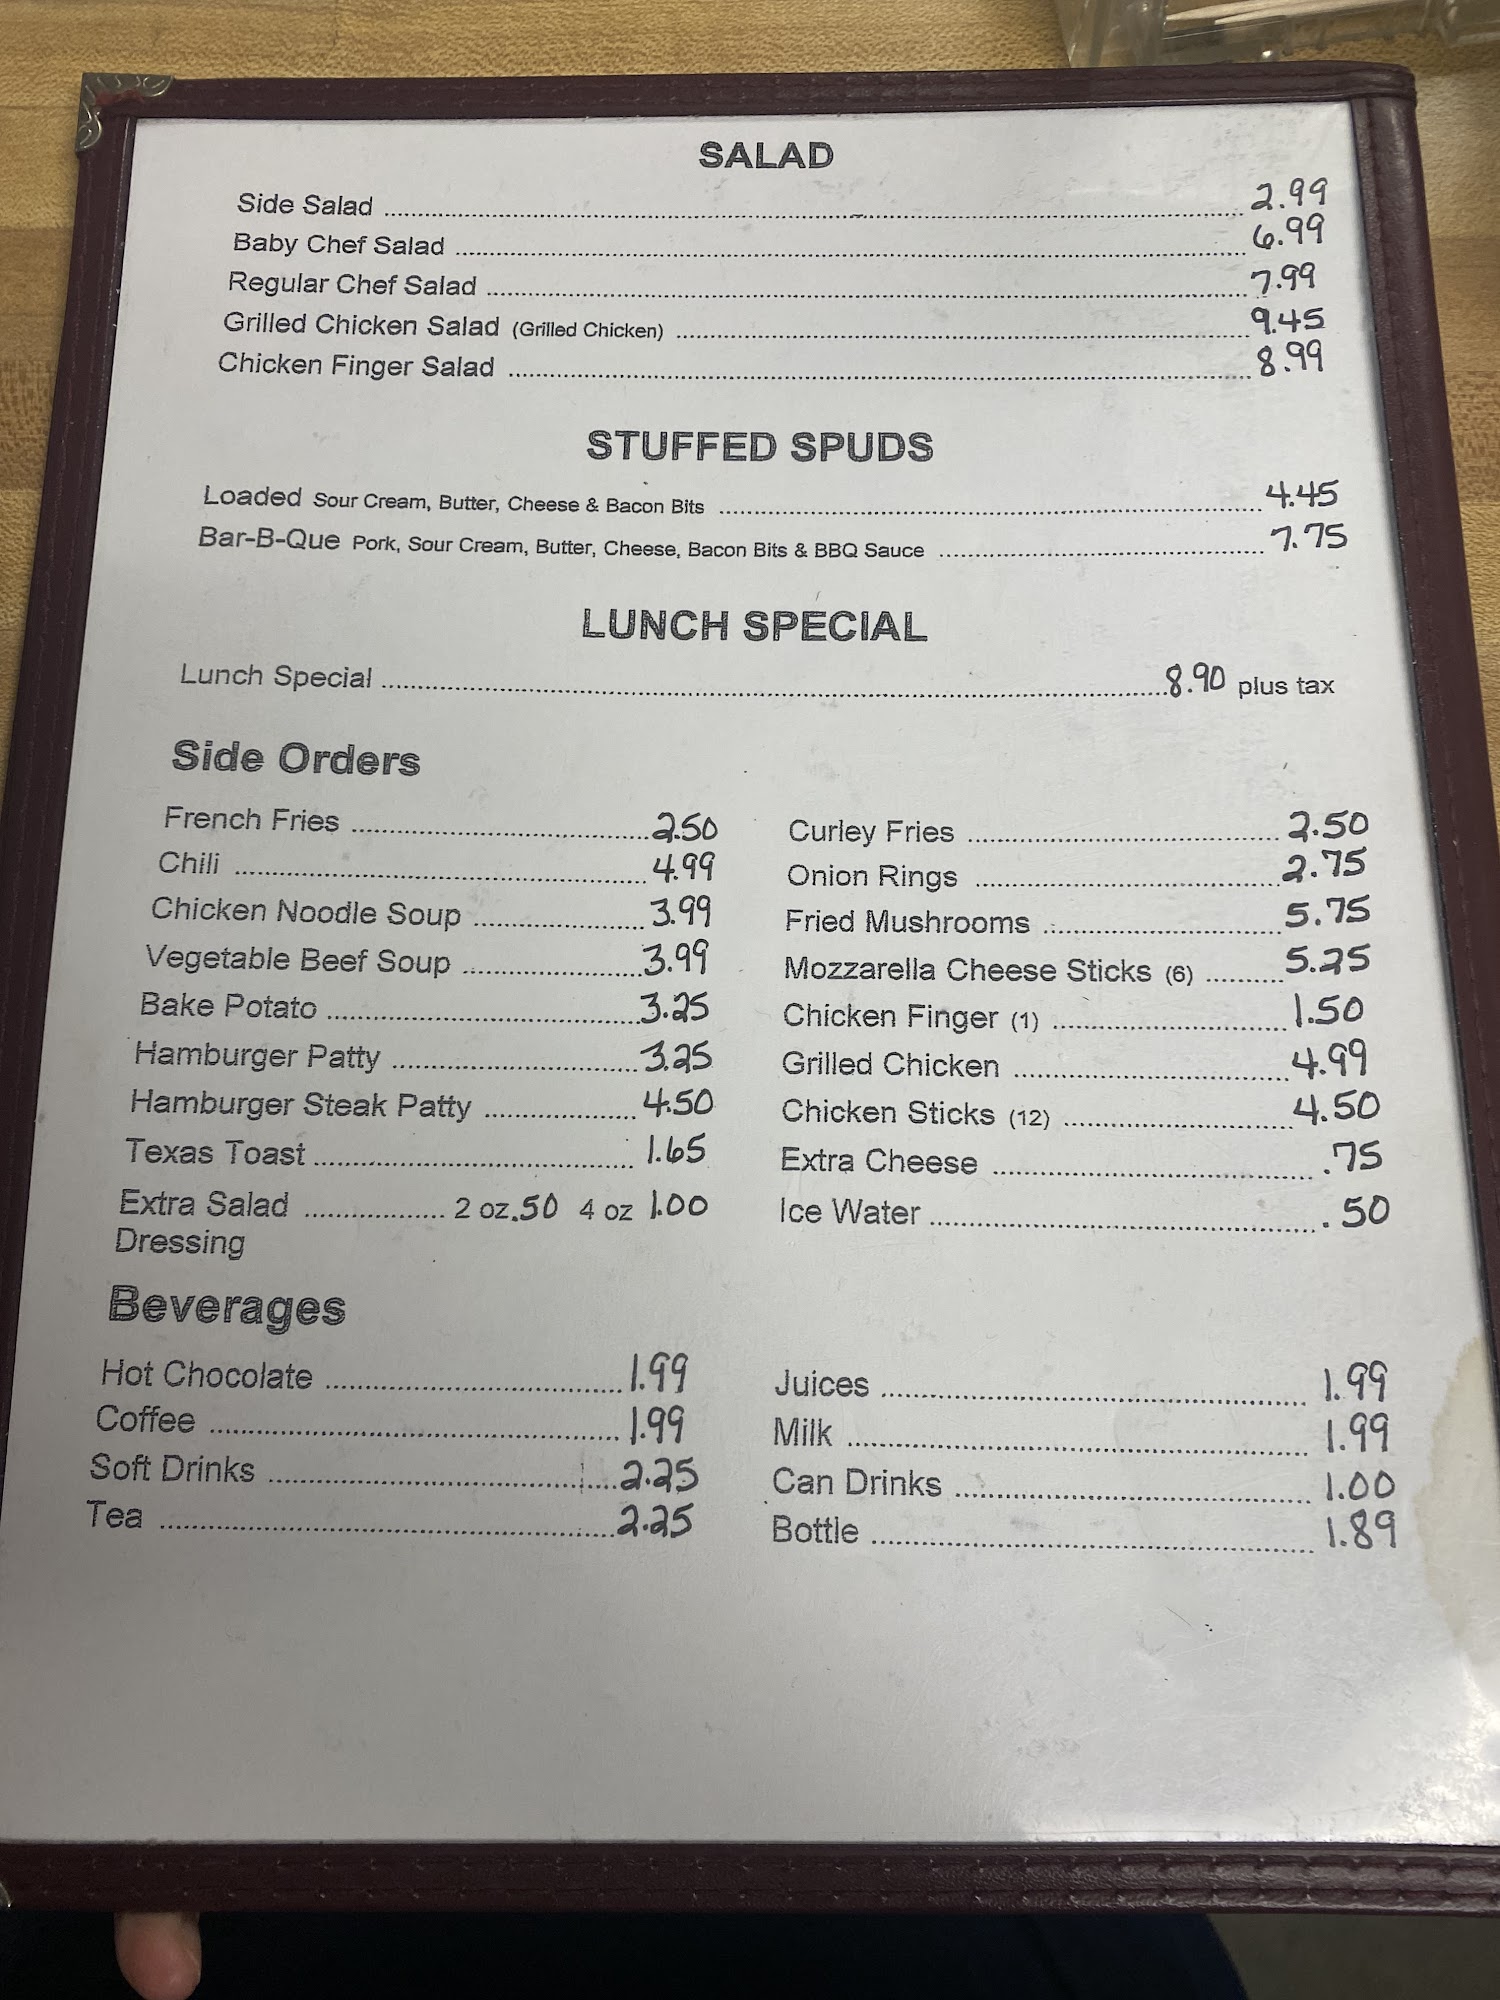 SALAD
Side Salad ........ 2.99
Baby Chef Salad ........ 6.99
Regular Chef Salad ........ 7.99
Grilled Chicken Salad (Grilled Chicken) ........ 9.45
Chicken Finger Salad ........ 8.99
STUFFED SPUDS
Loaded Sour Cream, Butter, Cheese & Bacon Bits ........ 4.45
Bar-B-Que Pork, Sour Cream, Butter, Cheese, Bacon Bits & BBQ Sauce ........ 7.75
LUNCH SPECIAL
Lunch Special ........ 8.90 plus tax
Side Orders
French Fries ........ 2.50
Chili ........ 4.99
Chicken Noodle Soup ........ 3.99
Vegetable Beef Soup ........ 3.99
Bake Potato ........ 3.25
Hamburger Patty ........ 3.25
Hamburger Steak Patty ........ 4.50
Texas Toast ........ 1.65
Extra Salad ........ 2 oz .50 4 oz 1.00
Dressing
Curley Fries ........ 2.50
Onion Rings ........ 2.75
Fried Mushrooms ........ 5.75
Mozzarella Cheese Sticks (6) ........ 5.25
Chicken Finger (1) ........ 1.50
Grilled Chicken ........ 4.99
Chicken Sticks (12) ........ 4.50
Extra Cheese ........ .75
Ice Water ........ .50
Beverages
Hot Chocolate ........ 1.99
Coffee ........ 1.99
Soft Drinks ........ 2.25
Tea ........ 2.25
Juices ........ 1.99
Milk ........ 1.99
Can Drinks ........ 1.00
Bottle ........ 1.89